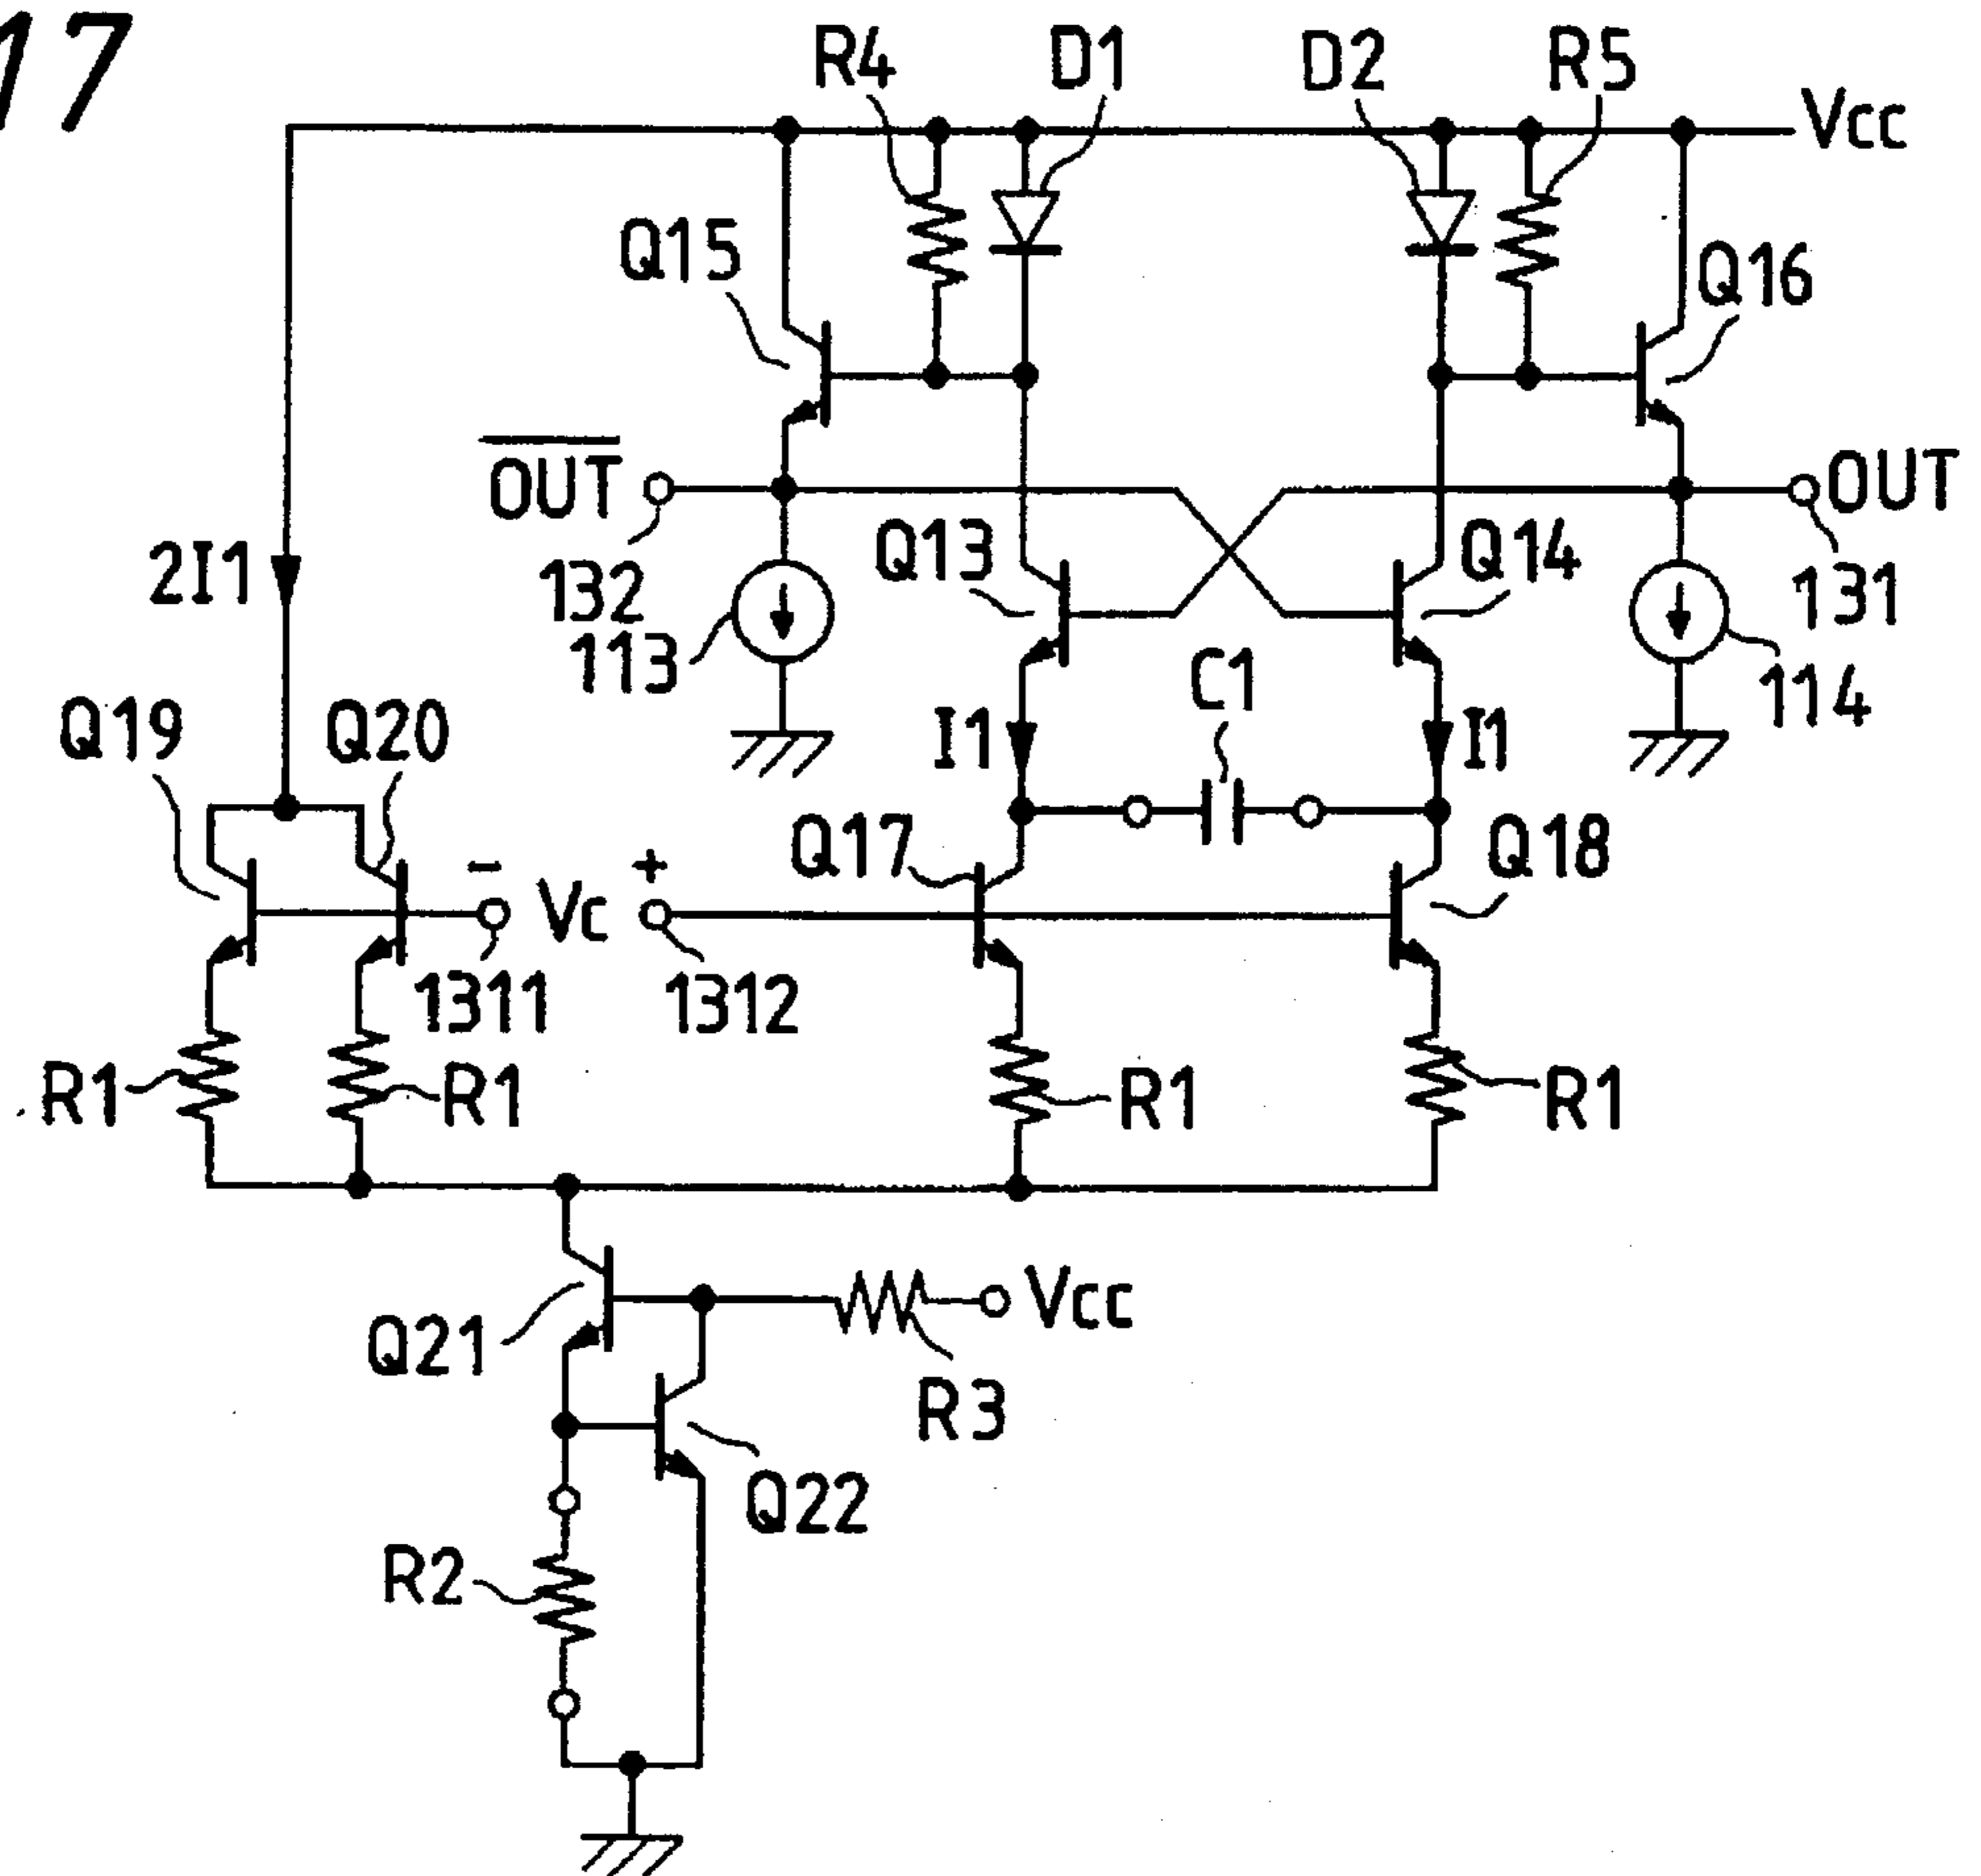 17
R4 D1 D2 R5
Vcc
Q15
Q16
OUT
OUT
Q13
Q14
2I1
132
131
113
C1
114
Q19
Q20
I1
I1
Q17
Q18
-
+
Vc
1311
1312
R1
R1
R1
R1
Q21
Vcc
R3
Q22
R2